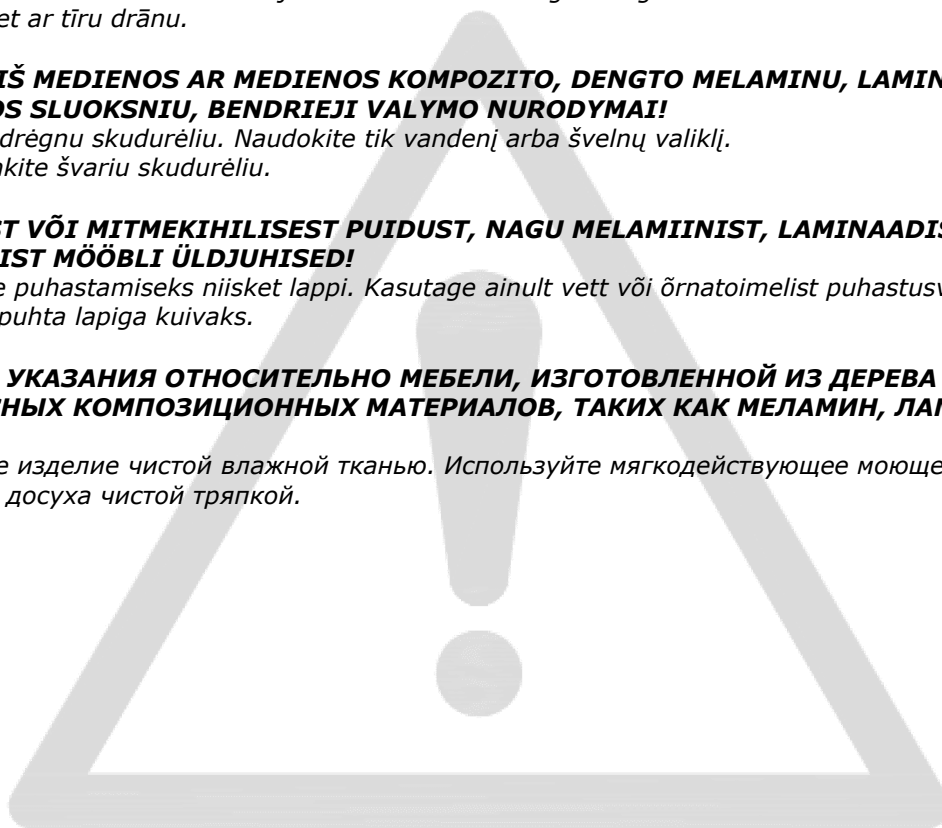 et ar tīru drānu.
IŠ MEDIENOS AR MEDIENOS KOMPOZITO, DENGTO MELAMINU, LAMIN
OS SLUOKSNIU, BENDRIEJI VALYMO NURODYMAI!
drėgnu skudurėliu. Naudokite tik vandenį arba švelnų valiklį.
kite švariu skudurėliu.
ST VÕI MITMEKIHILISEST PUIDUST, NAGU MELAMIINIST, LAMINAADIS
IST MÖÖBLI ÜLDJUHISED!
e puhastamiseks niisket lappi. Kasutage ainult vett või õrnatoimelist puhastusv
puhta lapiga kuivaks.
УКАЗАНИЯ ОТНОСИТЕЛЬНО МЕБЕЛИ, ИЗГОТОВЛЕННОЙ ИЗ ДЕРЕВА
НЫХ КОМПОЗИЦИОННЫХ МАТЕРИАЛОВ, ТАКИХ КАК МЕЛАМИН, ЛАМ
е изделие чистой влажной тканью. Используйте мягкодействующее моюще
досуха чистой тряпкой.